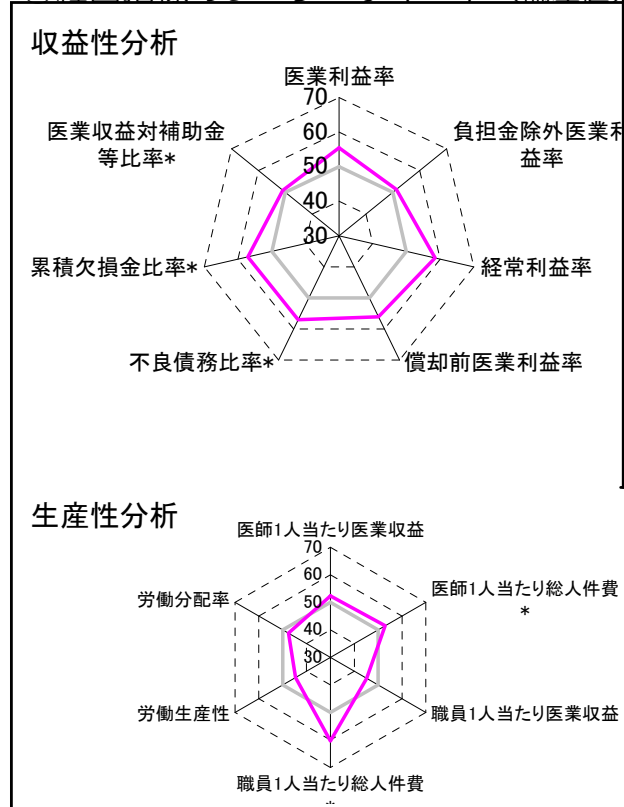 収益性分析
医業利益率
70
60
50
40
30
負担金除外医業利
益率
経常利益率
償却前医業利益率
不良債務比率*
累積欠損金比率*
医業収益対補助金
等比率*
生産性分析
医師1人当たり医業収益
70
60
50
40
30
医師1人当たり総人件費
*
職員1人当たり医業収益
職員1人当たり総人件費
*
労働生産性
労働分配率